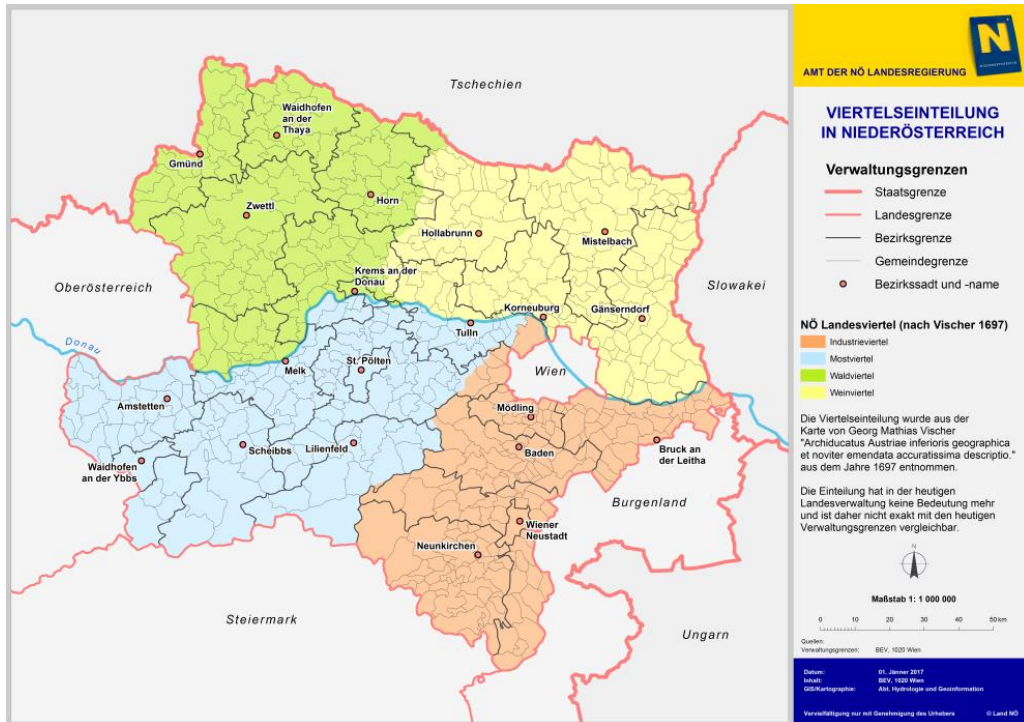 Tschechien
Waidhofen
an der
Thaya
Gmünd
Zwettl
Horn
Hollabrunn
Mistelbach
Krems an der
Donau
Oberösterreich
Slowakei
Korneuburg
Gänserndorf
Tulln
Donau
St. Pölten
Melk
Wien
Amstetten
Mödling
Scheibbs
Lilienfeld
Baden
Bruck an
der Leitha
Waidhofen
an der Ybbs
Burgenland
Wiener
Neustadt
Neunkirchen
Steiermark
Ungarn
N
NIEDERÖSTERREICH
AMT DER NÖ LANDESREGIERUNG
VIERTELSEINTEILUNG
IN NIEDERÖSTERREICH
Verwaltungsgrenzen
Staatsgrenze
Landesgrenze
Bezirksgrenze
Gemeindegrenze
Bezirkssadt und -name
NÖ Landesviertel (nach Vischer 1697)
Industrieviertel
Mostviertel
Waldviertel
Weinviertel
Die Viertelseinteilung wurde aus der
Karte von Georg Mathias Vischer
"Archiducatus Austriae inferioris geographica
et noviter emendata accuratissima descriptio."
aus dem Jahre 1697 entnommen.
Die Einteilung hat in der heutigen
Landesverwaltung keine Bedeutung mehr
und ist daher nicht exakt mit den heutigen
Verwaltungsgrenzen vergleichbar.
N
Maßstab 1: 1 000 000
0 10 20 30 40 50 km
Quellen:
Verwaltungsgrenzen: BEV, 1020 Wien
Datum: 01. Jänner 2017
Inhalt: BEV, 1020 Wien
GIS/Kartographie: Abt. Hydrologie und Geoinformation
Vervielfältigung nur mit Genehmigung des Urhebers © Land NÖ